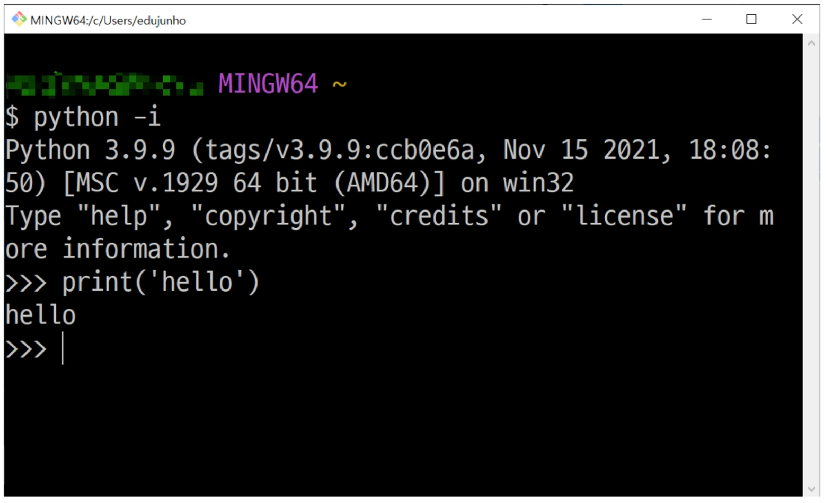 MINGW64:/c/Users/edujunho
MINGW64 ~
$ python -i
Python 3.9.9 (tags/v3.9.9:ccb0e6a, Nov 15 2021, 18:08:
50) [MSC v.1929 64 bit (AMD64)] on win32
Type "help", "copyright", "credits" or "license" for m
ore information.
>>> print('hello')
hello
>>>